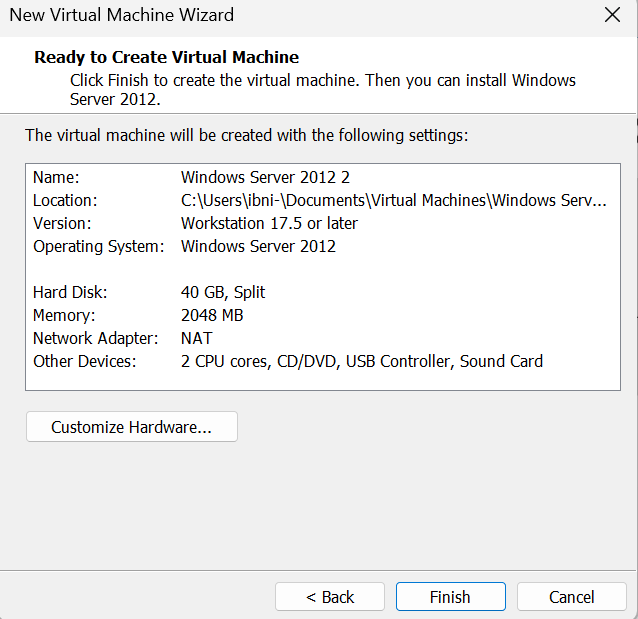 New Virtual Machine Wizard
Ready to Create Virtual Machine
Click Finish to create the virtual machine. Then you can install Windows
Server 2012.
The virtual machine will be created with the following settings:
Name: Windows Server 2012 2
Location: C:\Users\ibni-\Documents\Virtual Machines\Windows Serv...
Version: Workstation 17.5 or later
Operating System: Windows Server 2012
Hard Disk: 40 GB, Split
Memory: 2048 MB
Network Adapter: NAT
Other Devices: 2 CPU cores, CD/DVD, USB Controller, Sound Card
Customize Hardware...
< Back Finish Cancel